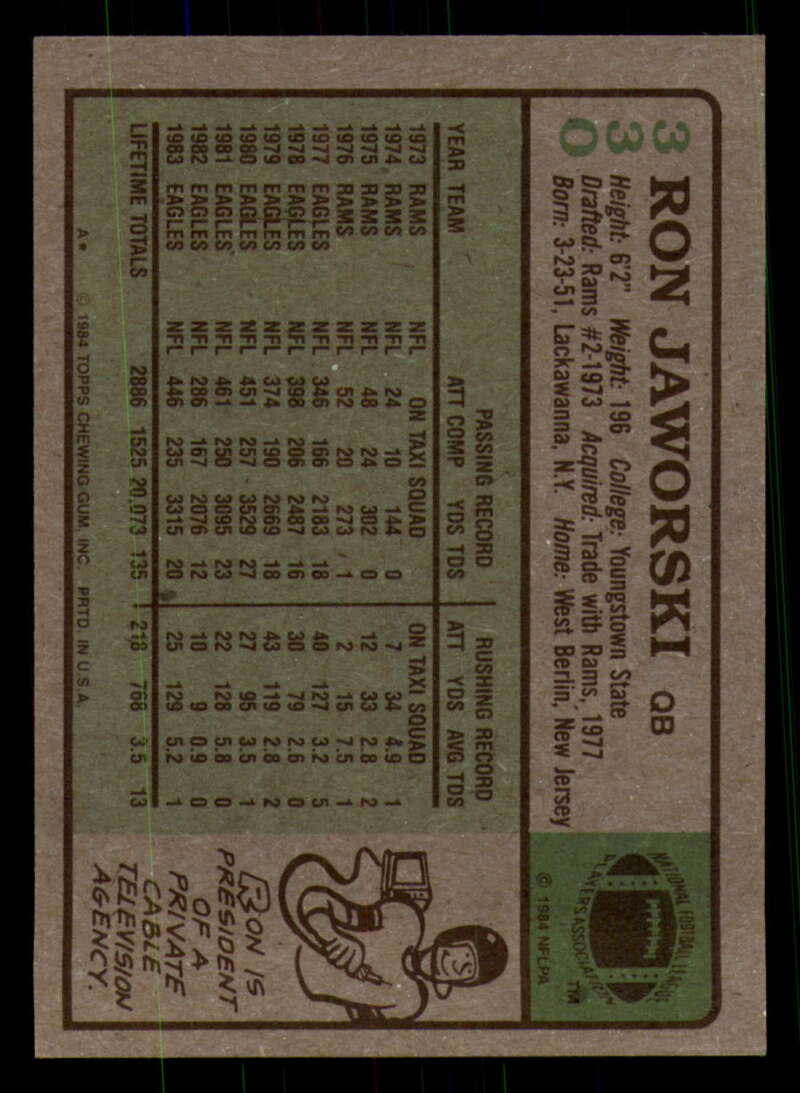 330
RON JAWORSKI QB
Height: 6'2" Weight: 196 College: Youngstown State
Drafted: Rams #2-1973 Acquired: Trade with Rams, 1977
Born: 3-23-51, Lackawanna, N.Y. Home: West Berlin, New Jersey
NATIONAL FOOTBALL LEAGUE
PLAYERS ASSOCIATION
TM
© 1984 NFLPA
PASSING RECORD RUSHING RECORD
YEAR TEAM ATT COMP YDS TDS ATT YDS AVG TDS
1973 RAMS NFL ON TAXI SQUAD ON TAXI SQUAD
1974 RAMS NFL 24 10 144 0 7 34 4.9 1
1975 RAMS NFL 48 24 302 0 12 33 2.8 2
1976 RAMS NFL 52 20 273 1 2 15 7.5 1
1977 EAGLES NFL 346 166 2183 18 40 127 3.2 5
1978 EAGLES NFL 398 206 2487 16 30 79 2.6 0
1979 EAGLES NFL 374 190 2669 18 43 119 2.8 2
1980 EAGLES NFL 451 257 3529 27 27 95 3.5 1
1981 EAGLES NFL 461 250 3095 23 22 128 5.8 0
1982 EAGLES NFL 286 167 2076 12 10 9 0.9 0
1983 EAGLES NFL 446 235 3315 20 25 129 5.2 1
LIFETIME TOTALS 2886 1525 20,073 135 218 768 3.5 13
A* © 1984 TOPPS CHEWING GUM, INC. PRTD. IN U.S.A.
RON IS
PRESIDENT
OF A
PRIVATE
CABLE
TELEVISION
AGENCY.